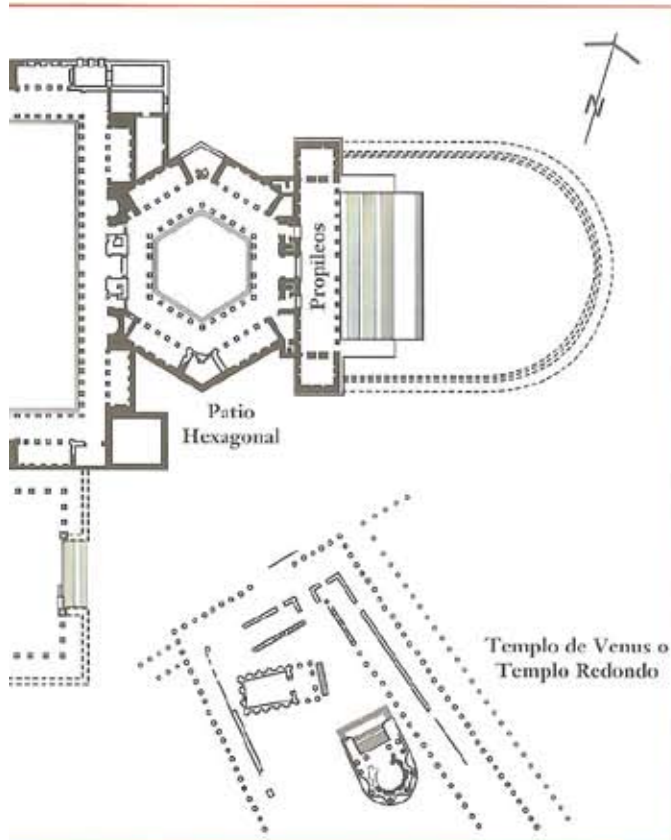 N
Propileos
Patio
Hexagonal
Templo de Venus o
Templo Redondo